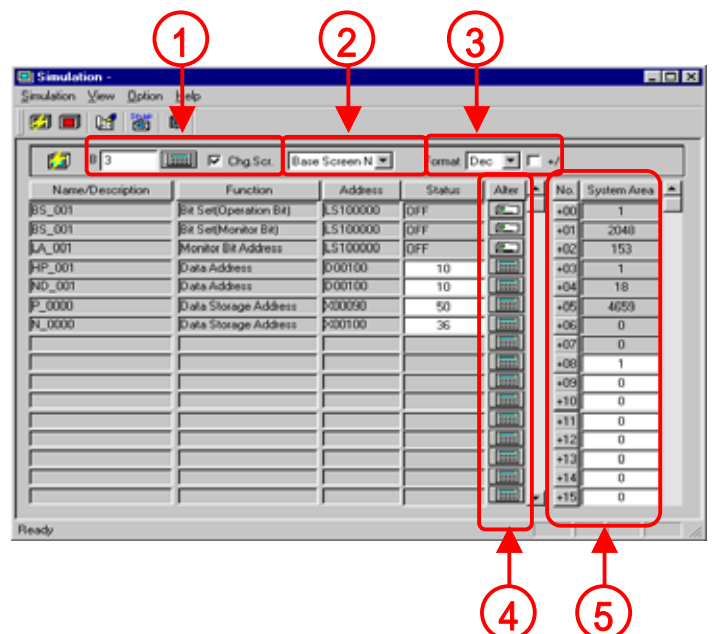 1 2 3
Simulation -
Simulation View Option Help
B 3 Chg.Scr. Base Screen N Format Dec +/
Name/Description Function Address Status Alter No. System Area
BS_001 Bit Set(Operation Bit) LS100000 OFF +00 1
BS_001 Bit Set(Monitor Bit) LS100000 OFF +01 2048
LA_001 Monitor Bit Address LS100000 OFF +02 153
HP_001 Data Address D00100 10 +03 1
ND_001 Data Address D00100 10 +04 18
P_0000 Data Storage Address X00090 50 +05 4659
N_0000 Data Storage Address X00100 36 +06 0
+07 0
+08 1
+09 0
+10 0
+11 0
+12 0
+13 0
+14 0
+15 0
Ready
4 5